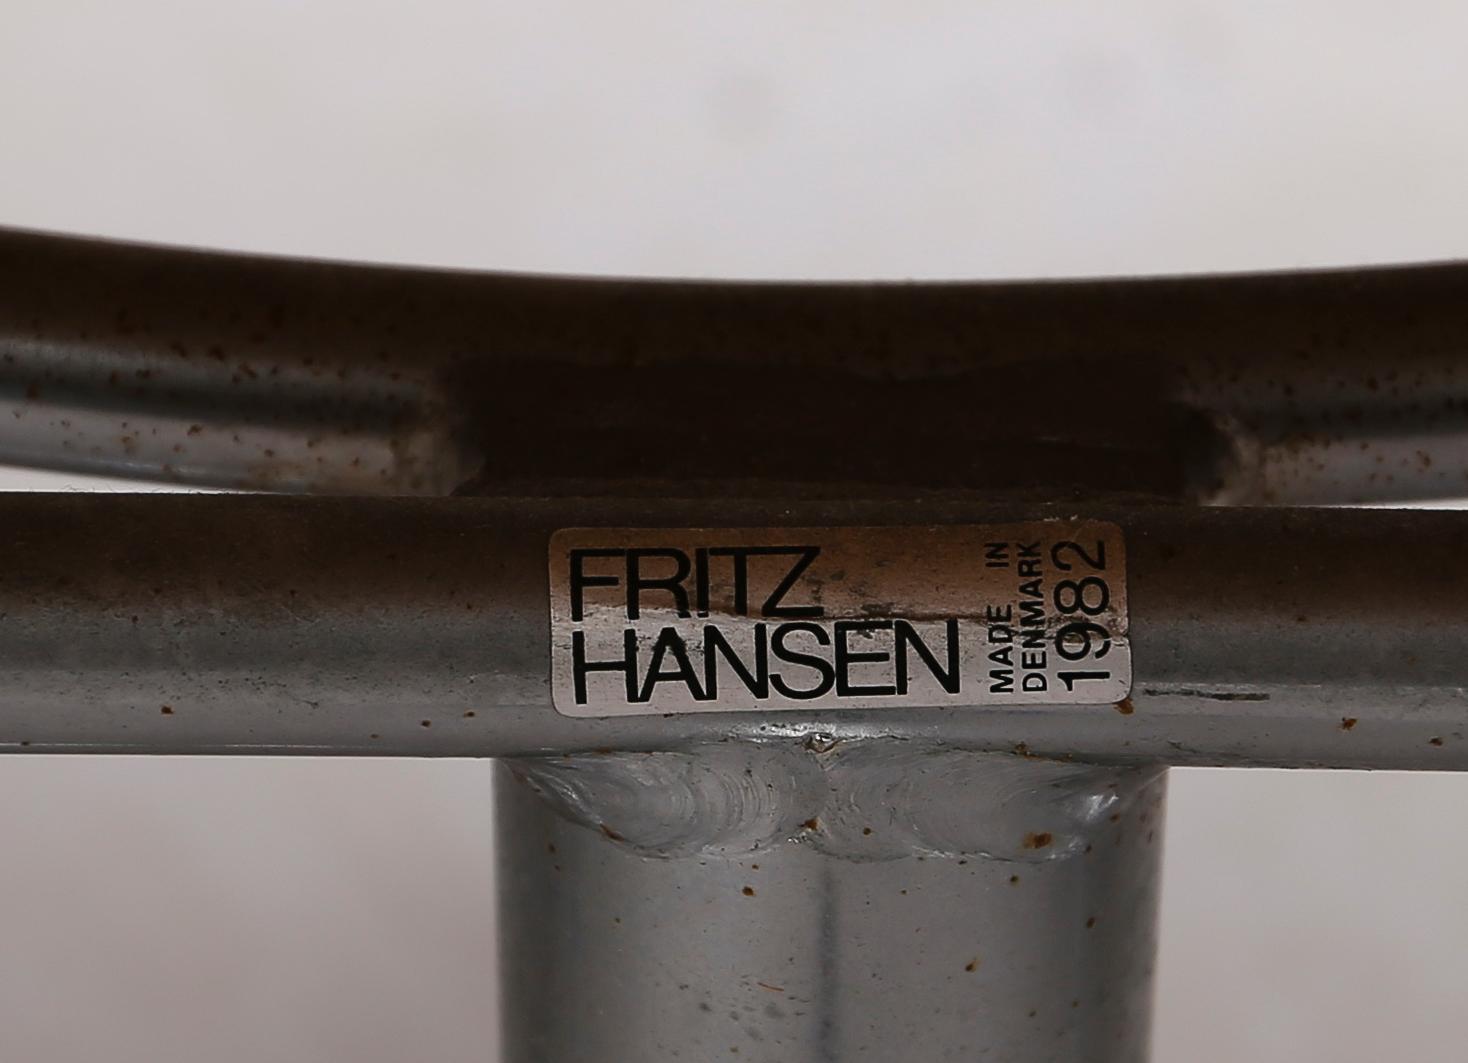 FRITZ
HANSEN
MADE IN
DENMARK
1982